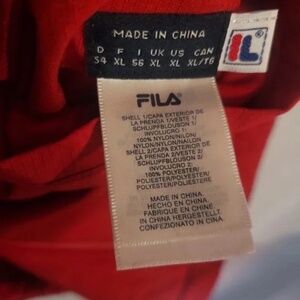 MADE IN CHINA
D F I UK US CAN
54 XL 56 XL XL XL/TG
FILA
SHELL 1/CAPA EXTERIOR DE
LA PRENDA 1/VESTE 1/
SCHLUPFBLOUSON 1/
INVOLUCRO 1:
100% NYLON/NYLON/
NYLON/NYLON/NYLON
SHELL 2/CAPA EXTERIOR DE
LA PRENDA 2/VESTE 2/
SCHLUPFBLOUSON 2/
INVOLUCRO 2:
100% POLYESTER/
POLIESTER/POLYESTER/
POLYESTER/POLIESTERE
MADE IN CHINA
HECHO EN CHINA
FABRIQUE EN CHINE
IN CHINA HERGESTELLT
CONFEZIONATO IN CINA